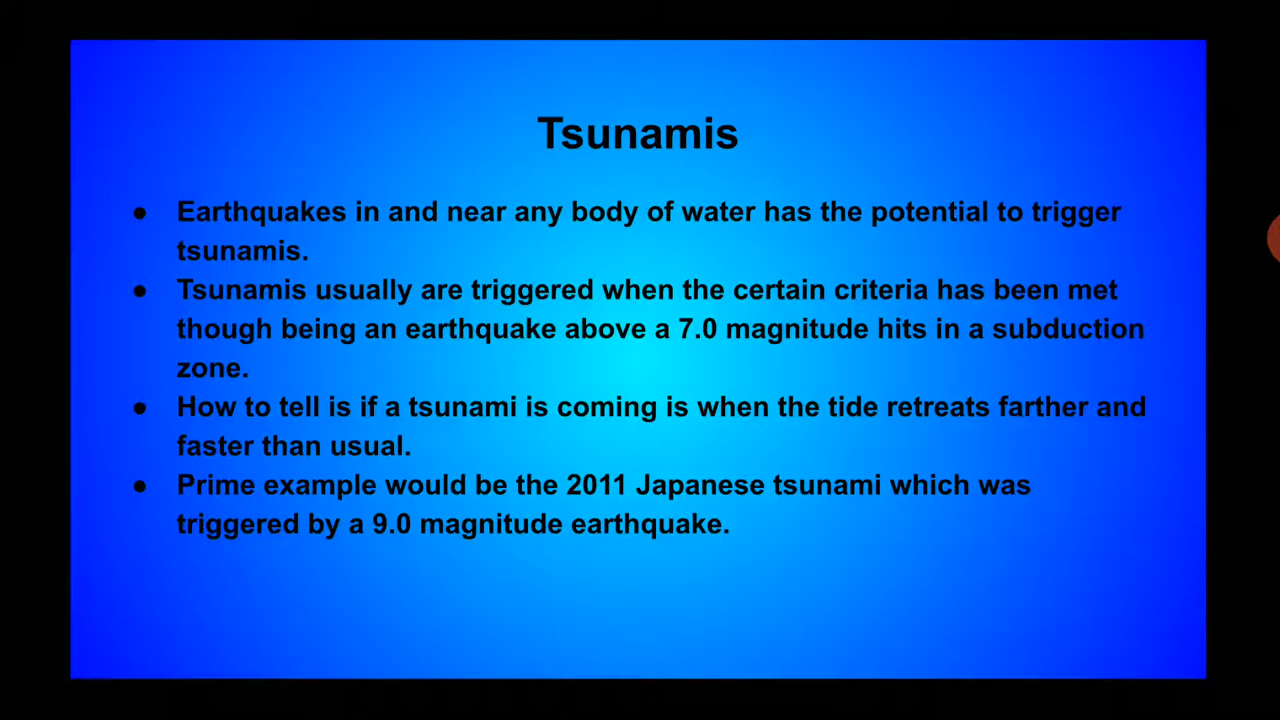 Tsunamis
● Earthquakes in and near any body of water has the potential to trigger
tsunamis.
● Tsunamis usually are triggered when the certain criteria has been met
though being an earthquake above a 7.0 magnitude hits in a subduction
zone.
● How to tell is if a tsunami is coming is when the tide retreats farther and
faster than usual.
● Prime example would be the 2011 Japanese tsunami which was
triggered by a 9.0 magnitude earthquake.